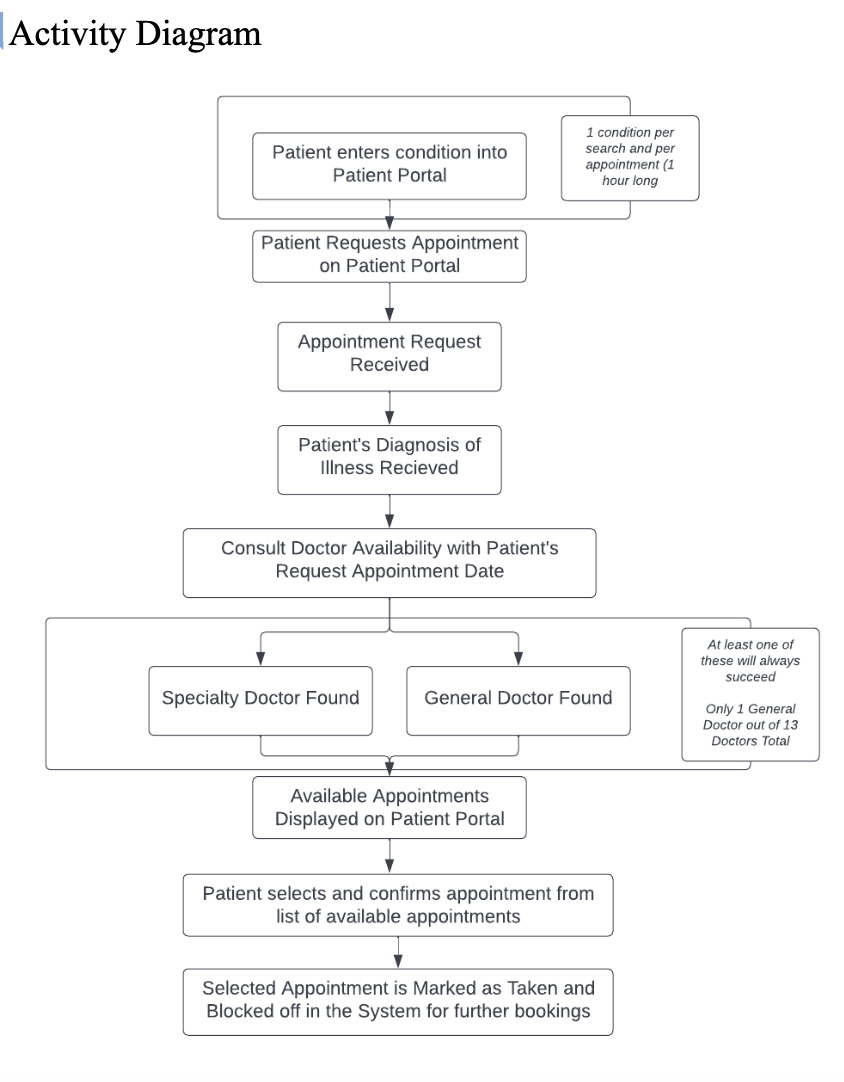 Activity Diagram
Patient enters condition into
Patient Portal
1 condition per
search and per
appointment (1
hour long
Patient Requests Appointment
on Patient Portal
Appointment Request
Received
Patient's Diagnosis of
Illness Recieved
Consult Doctor Availability with Patient's
Request Appointment Date
Specialty Doctor Found
General Doctor Found
At least one of
these will always
succeed
Only 1 General
Doctor out of 13
Doctors Total
Available Appointments
Displayed on Patient Portal
Patient selects and confirms appointment from
list of available appointments
Selected Appointment is Marked as Taken and
Blocked off in the System for further bookings